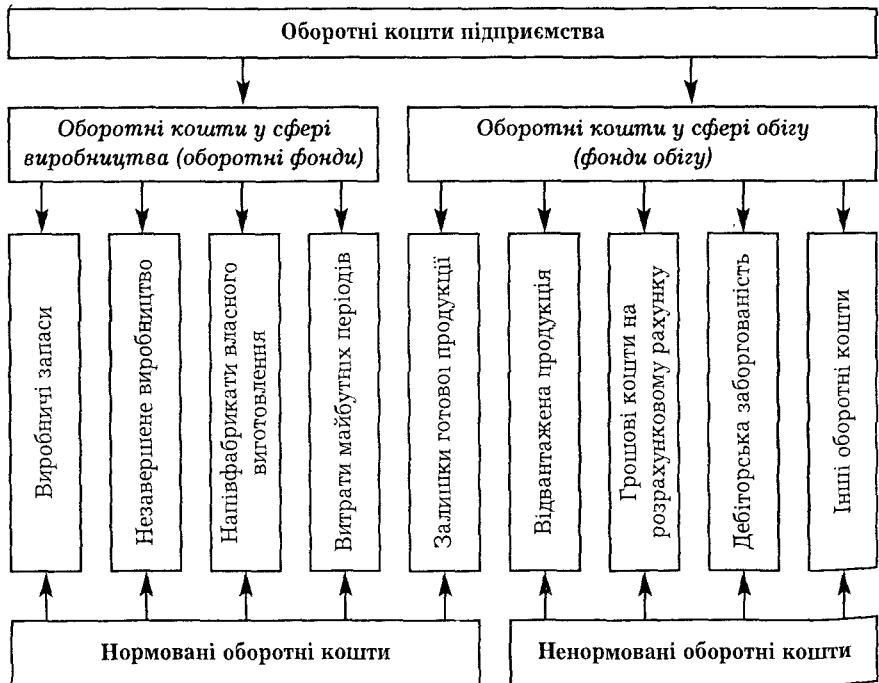 Оборотні кошти підприємства
Оборотні кошти у сфері
виробництва (оборотні фонди)
Оборотні кошти у сфері обігу
(фонди обігу)
Виробничі запаси
Незавершене виробництво
Напівфабрикати власного
виготовлення
Витрати майбутніх періодів
Залишки готової продукції
Відвантажена продукція
Грошові кошти на
розрахунковому рахунку
Дебіторська заборгованість
Інші оборотні кошти
Нормовані оборотні кошти
Ненормовані оборотні кошти